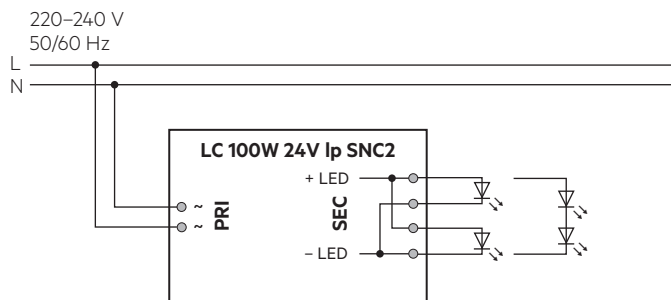 220–240 V
50/60 Hz
L
N
LC 100W 24V lp SNC2
+ LED
~
PRI
~
SEC
– LED